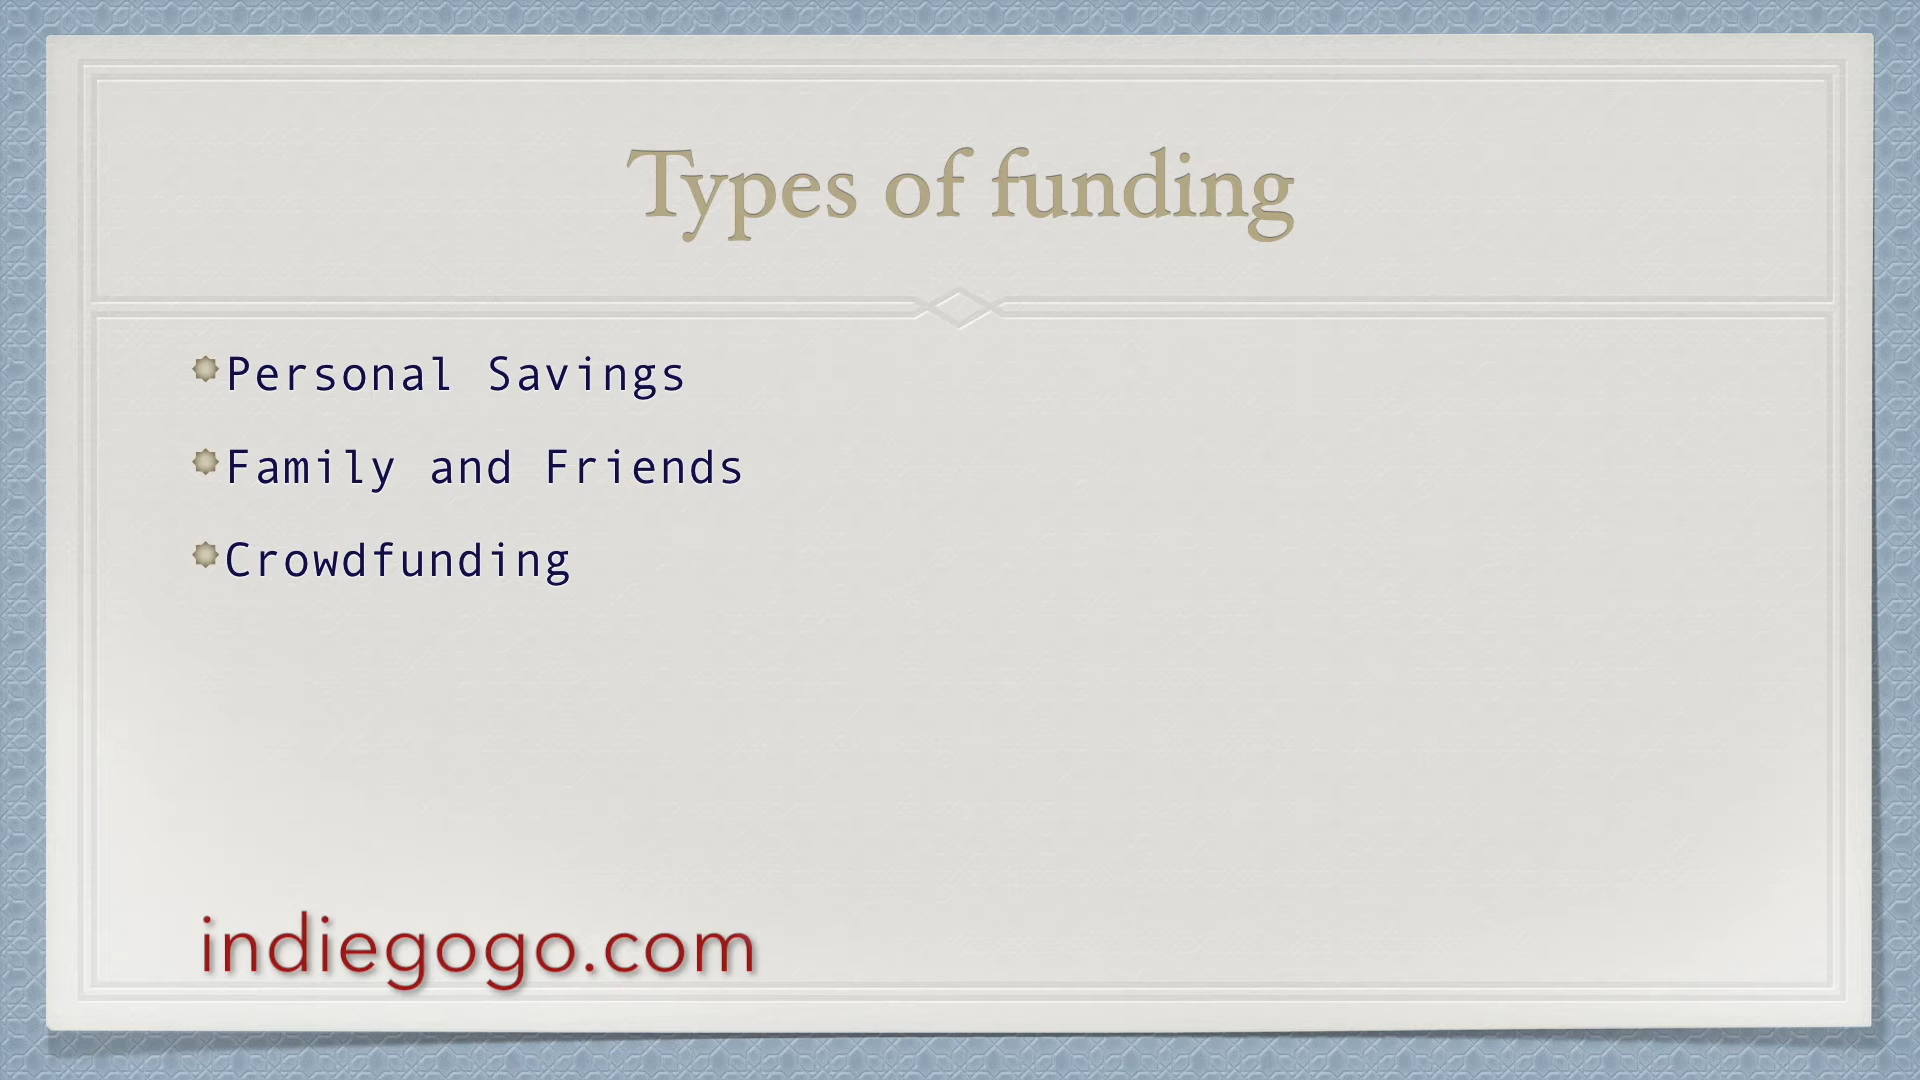 Types of funding
Personal Savings
Family and Friends
Crowdfunding
indiegogo.com